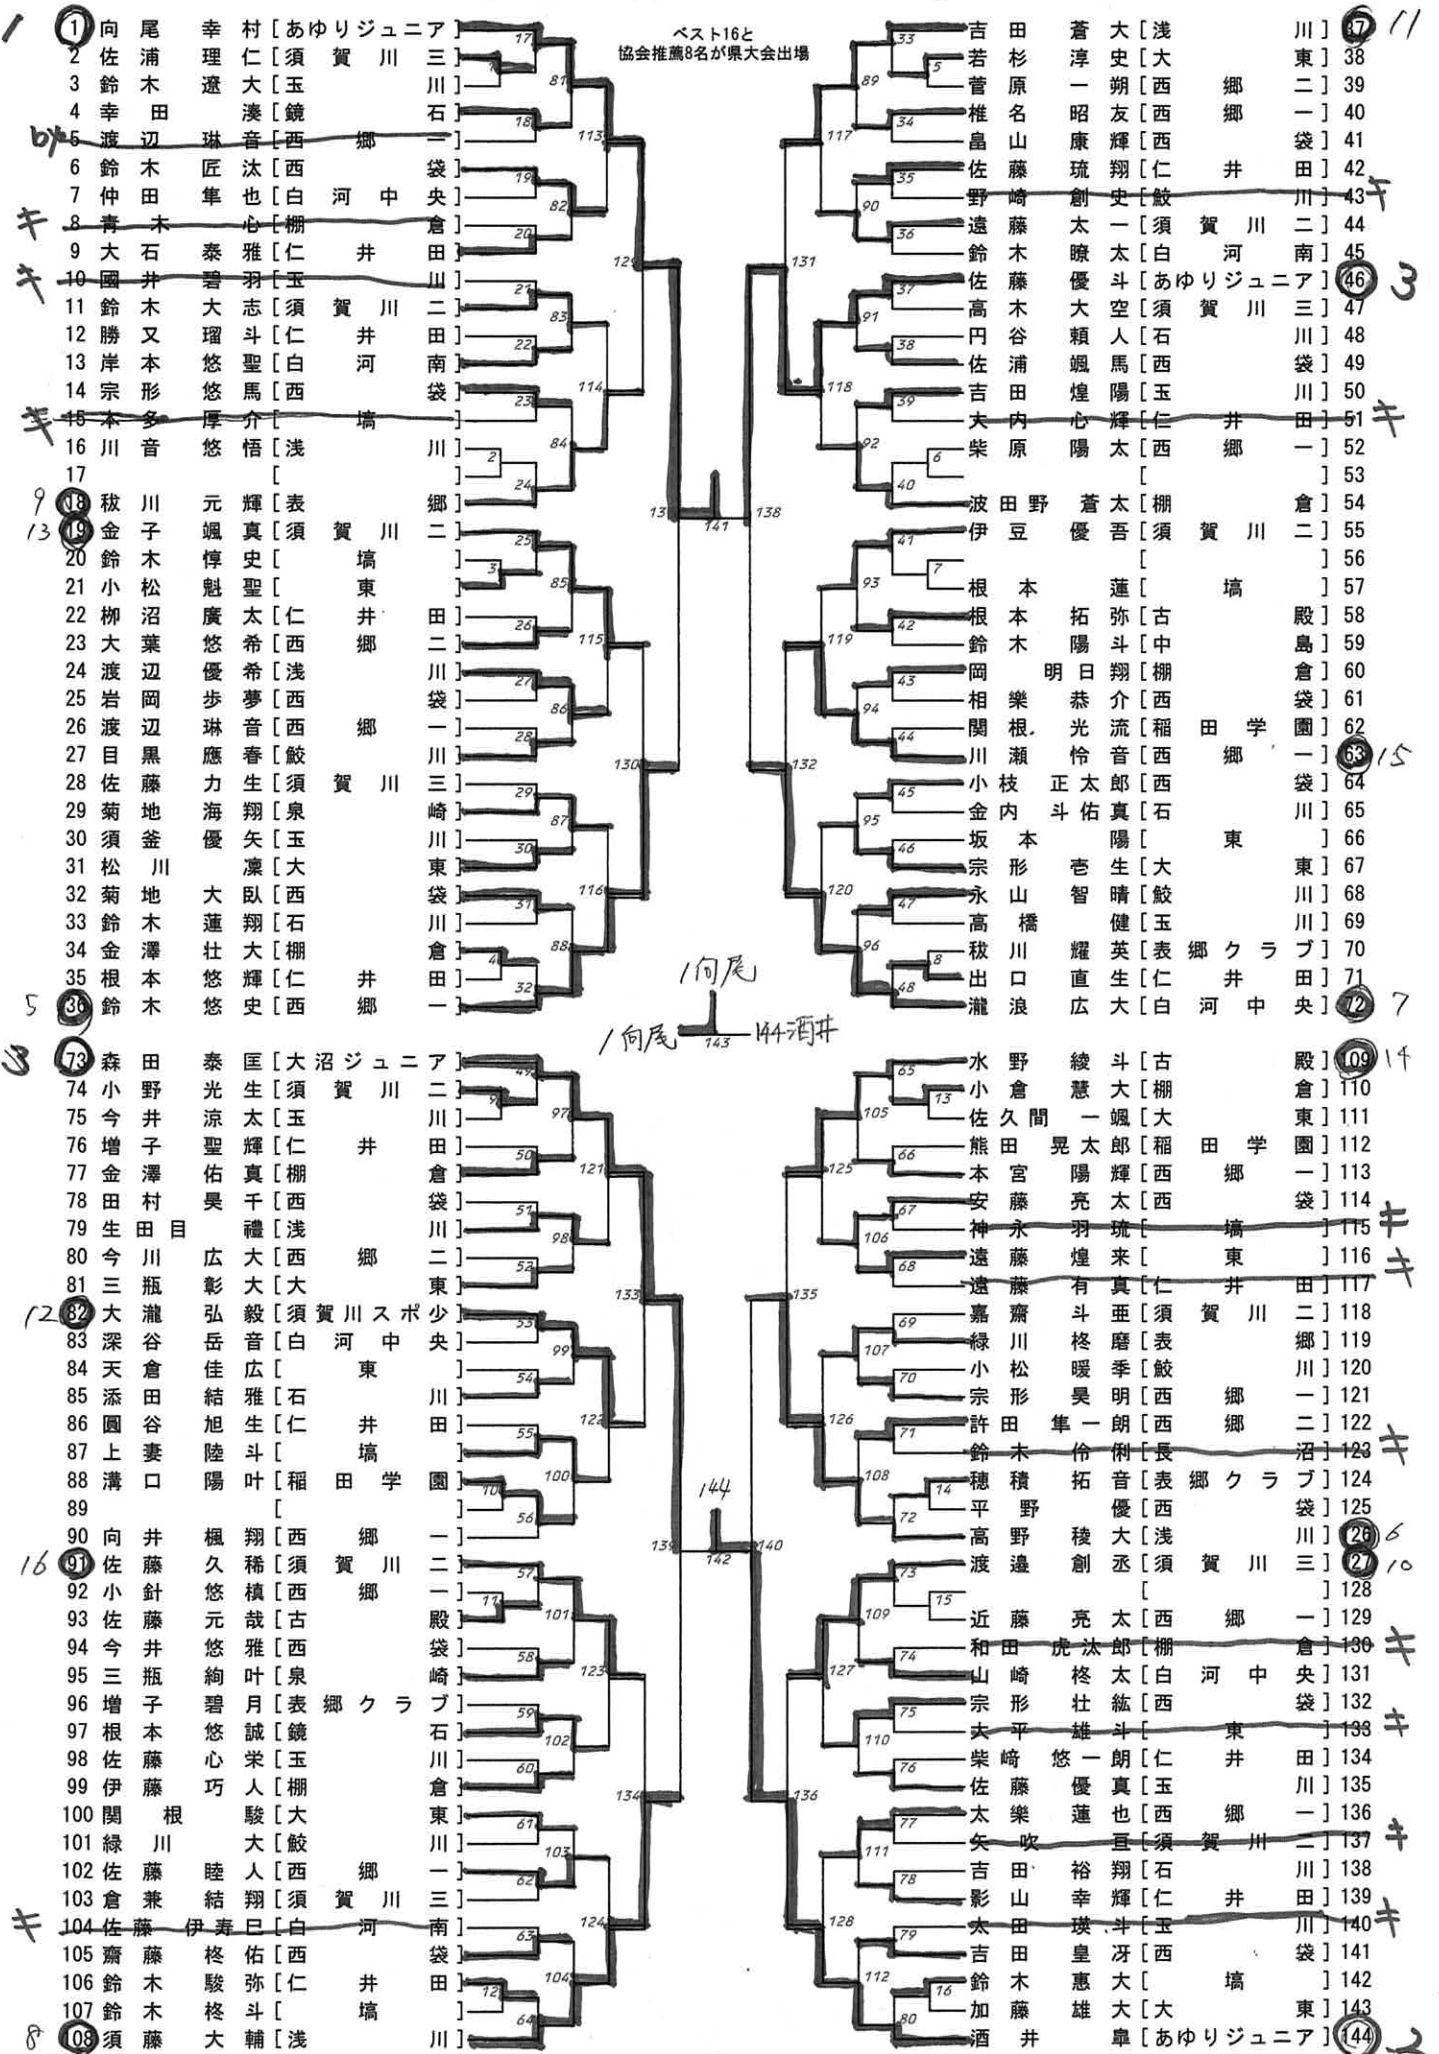 ベスト16と
協会推薦8名が県大会出場
1 ① 向尾 幸村 [あゆりジュニア]
2 佐浦 理仁 [須賀川三]
3 鈴木 遼大 [玉川]
4 幸田 湊 [鏡石]
5 渡辺 琳音 [西郷一]
6 鈴木 匠汰 [西袋]
7 仲田 隼也 [白河中央]
キ 8 青木 心 [棚倉]
9 大石 泰雅 [仁井田]
キ 10 國井 碧羽 [玉川]
11 鈴木 大志 [須賀川二]
12 勝又 瑠斗 [仁井田]
13 岸本 悠聖 [白河南]
14 宗形 悠馬 [西袋]
キ 15 本多 厚介 [塙]
16 川音 悠悟 [浅川]
17 [ ]
9 18 秡川 元輝 [表郷]
13 19 金子 颯真 [須賀川二]
20 鈴木 惇史 [塙]
21 小松 魁聖 [東]
22 栁沼 廣太 [仁井田]
23 大葉 悠希 [西郷二]
24 渡辺 優希 [浅川]
25 岩岡 歩夢 [西袋]
26 渡辺 琳音 [西郷一]
27 目黒 應春 [鮫川]
28 佐藤 力生 [須賀川三]
29 菊地 海翔 [泉崎]
30 須釜 優矢 [玉川]
31 松川 凜 [大東]
32 菊地 大臥 [西袋]
33 鈴木 蓮翔 [石川]
34 金澤 壮大 [棚倉]
35 根本 悠輝 [仁井田]
5 36 鈴木 悠史 [西郷一]
吉田 蒼大 [浅川] 37 11
若杉 淳史 [大東] 38
菅原 一朔 [西郷二] 39
椎名 昭友 [西郷一] 40
畠山 康輝 [西袋] 41
佐藤 琉翔 [仁井田] 42
野崎 創史 [鮫川] 43 キ
遠藤 太一 [須賀川二] 44
鈴木 瞭太 [白河南] 45
佐藤 優斗 [あゆりジュニア] 46 3
高木 大空 [須賀川三] 47
円谷 頼人 [石川] 48
佐浦 颯馬 [西袋] 49
吉田 煌陽 [玉川] 50
大内 心輝 [仁井田] 51 キ
柴原 陽太 [西郷一] 52
[ ] 53
波田野 蒼太 [棚倉] 54
伊豆 優吾 [須賀川二] 55
[ ] 56
根本 蓮 [塙] 57
根本 拓弥 [古殿] 58
鈴木 陽斗 [中島] 59
岡 明日翔 [棚倉] 60
相樂 恭介 [西袋] 61
関根 光流 [稲田学園] 62
川瀬 怜音 [西郷一] 63 15
小枝 正太郎 [西袋] 64
金内 斗佑真 [石川] 65
坂本 陽 [東] 66
宗形 壱生 [大東] 67
永山 智晴 [鮫川] 68
高橋 健 [玉川] 69
秡川 耀英 [表郷クラブ] 70
出口 直生 [仁井田] 71
瀧浪 広大 [白河中央] 72 7
1向尾
1向尾 143 144酒井
3 73 森田 泰匡 [大沼ジュニア]
74 小野 光生 [須賀川二]
75 今井 涼太 [玉川]
76 増子 聖輝 [仁井田]
77 金澤 佑真 [棚倉]
78 田村 昊千 [西袋]
79 生田目 禮 [浅川]
80 今川 広大 [西郷二]
81 三瓶 彰大 [大東]
12 82 大瀧 弘毅 [須賀川スポ少]
83 深谷 岳音 [白河中央]
84 天倉 佳広 [東]
85 添田 結雅 [石川]
86 圓谷 旭生 [仁井田]
87 上妻 陸斗 [塙]
88 溝口 陽叶 [稲田学園]
89 [ ]
90 向井 楓翔 [西郷一]
16 91 佐藤 久稀 [須賀川二]
92 小針 悠槙 [西郷一]
93 佐藤 元哉 [古殿]
94 今井 悠雅 [西袋]
95 三瓶 絢叶 [泉崎]
96 増子 碧月 [表郷クラブ]
97 根本 悠誠 [鏡石]
98 佐藤 心栄 [玉川]
99 伊藤 巧人 [棚倉]
100 関根 駿 [大東]
101 緑川 大 [鮫川]
102 佐藤 睦人 [西郷一]
103 倉兼 結翔 [須賀川三]
キ 104 佐藤 伊寿巳 [白河南]
105 齋藤 柊佑 [西袋]
106 鈴木 駿弥 [仁井田]
107 鈴木 柊斗 [塙]
8 108 須藤 大輔 [浅川]
水野 綾斗 [古殿] 109 14
小倉 慧大 [棚倉] 110
佐久間 一颯 [大東] 111
熊田 晃太郎 [稲田学園] 112
本宮 陽輝 [西郷一] 113
安藤 亮太 [西袋] 114
神永 羽琉 [塙] 115 キ
遠藤 煌来 [東] 116
遠藤 有真 [仁井田] 117 キ
嘉齋 斗亜 [須賀川二] 118
緑川 柊磨 [表郷] 119
小松 暖季 [鮫川] 120
宗形 昊明 [西郷一] 121
許田 隼一朗 [西郷二] 122
鈴木 伶俐 [長沼] 123 キ
穂積 拓音 [表郷クラブ] 124
平野 優 [西袋] 125
高野 稜大 [浅川] 126 6
渡邉 創丞 [須賀川三] 127 10
[ ] 128
近藤 亮太 [西郷一] 129
和田 虎汰郎 [棚倉] 130 キ
山崎 柊太 [白河中央] 131
宗形 壮紘 [西袋] 132
大平 雄斗 [東] 133 キ
柴崎 悠一朗 [仁井田] 134
佐藤 優真 [玉川] 135
太樂 蓮也 [西郷一] 136
矢吹 亘 [須賀川二] 137 キ
吉田 裕翔 [石川] 138
影山 幸輝 [仁井田] 139
太田 瑛斗 [玉川] 140 キ
吉田 皇冴 [西袋] 141
鈴木 惠大 [塙] 142
加藤 雄大 [大東] 143
酒井 皐 [あゆりジュニア] 144 2
144